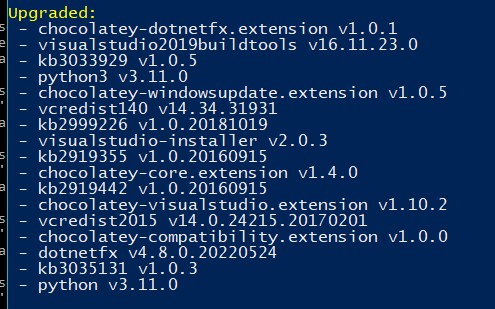 Upgraded:
- chocolatey-dotnetfx.extension v1.0.1
- visualstudio2019buildtools v16.11.23.0
- kb3033929 v1.0.5
- python3 v3.11.0
- chocolatey-windowsupdate.extension v1.0.5
- vcredist140 v14.34.31931
- kb2999226 v1.0.20181019
- visualstudio-installer v2.0.3
- kb2919355 v1.0.20160915
- chocolatey-core.extension v1.4.0
- kb2919442 v1.0.20160915
- chocolatey-visualstudio.extension v1.10.2
- vcredist2015 v14.0.24215.20170201
- chocolatey-compatibility.extension v1.0.0
- dotnetfx v4.8.0.20220524
- kb3035131 v1.0.3
- python v3.11.0